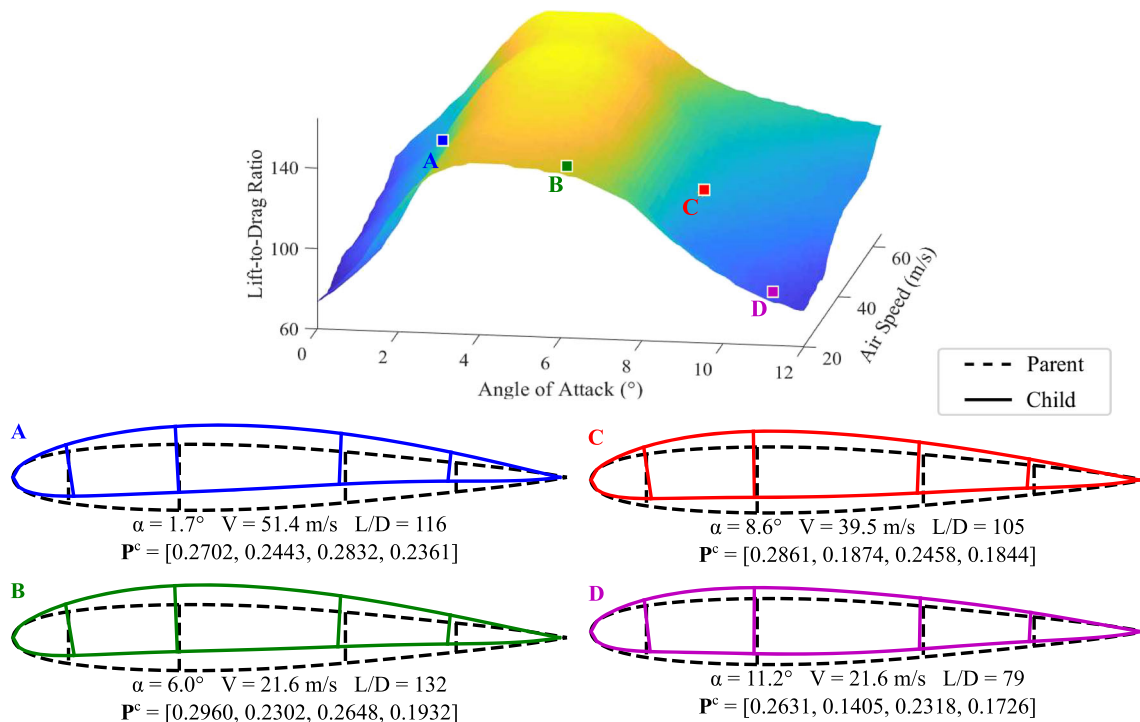 140
100
60
Lift-to-Drag Ratio
0
2
4
6
8
10
12
Angle of Attack (°)
20
40
60
Air Speed (m/s)
A
B
C
D
Parent
Child
A
α = 1.7° V = 51.4 m/s L/D = 116
Pᶜ = [0.2702, 0.2443, 0.2832, 0.2361]
C
α = 8.6° V = 39.5 m/s L/D = 105
Pᶜ = [0.2861, 0.1874, 0.2458, 0.1844]
B
α = 6.0° V = 21.6 m/s L/D = 132
Pᶜ = [0.2960, 0.2302, 0.2648, 0.1932]
D
α = 11.2° V = 21.6 m/s L/D = 79
Pᶜ = [0.2631, 0.1405, 0.2318, 0.1726]